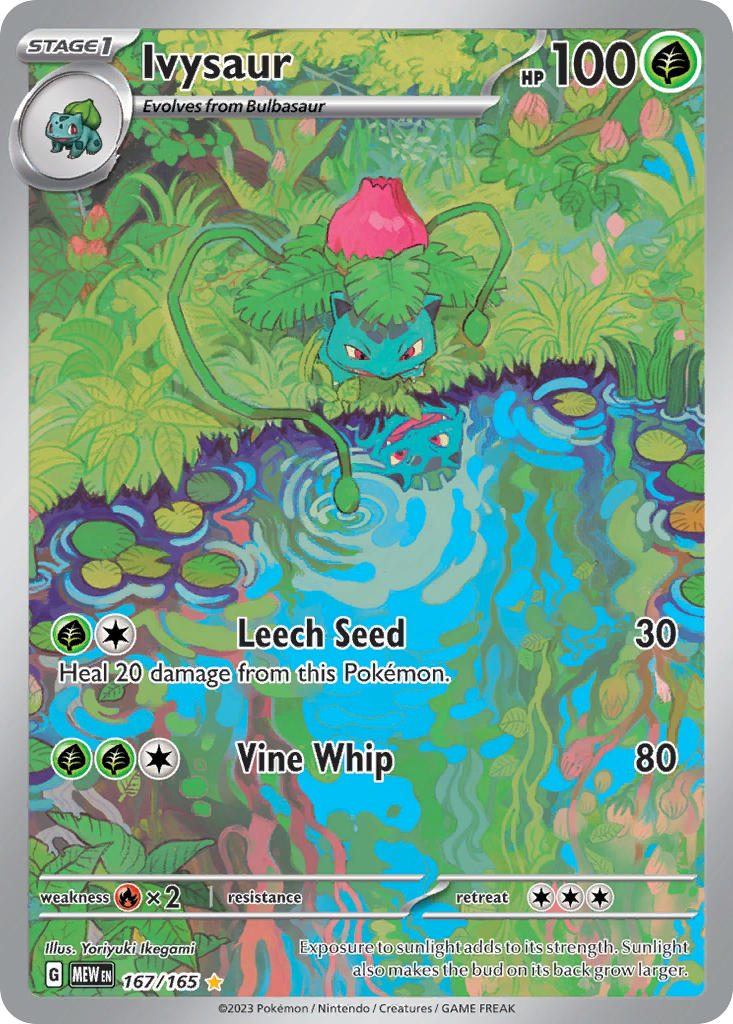 STAGE1
Ivysaur
HP 100
Evolves from Bulbasaur
Leech Seed 30
Heal 20 damage from this Pokémon.
Vine Whip 80
weakness ×2 resistance retreat
Illus. Yoriyuki Ikegami
Exposure to sunlight adds to its strength. Sunlight
also makes the bud on its back grow larger.
G MEW EN 167/165
©2023 Pokémon / Nintendo / Creatures / GAME FREAK